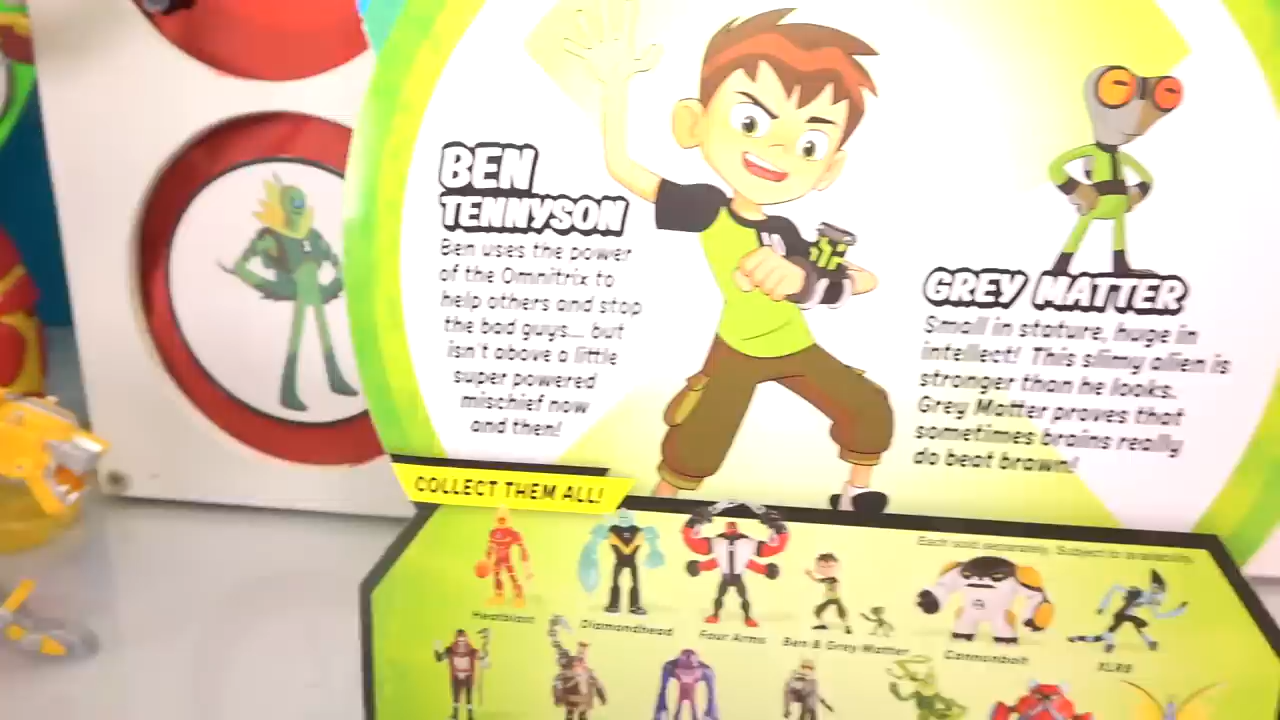 BEN
TENNYSON
Ben uses the power
of the Omnitrix to
help others and stop
the bad guys... but
isn't above a little
super powered
mischief now
and then!
GREY MATTER
Small in stature, huge in
intellect! This slimy alien is
stronger than he looks.
Grey Matter proves that
sometimes brains really
do beat brawn!
COLLECT THEM ALL!
Each sold separately. Subject to availability.
Heatblast
Diamondhead
Four Arms
Ben & Grey Matter
Cannonbolt
XLR8